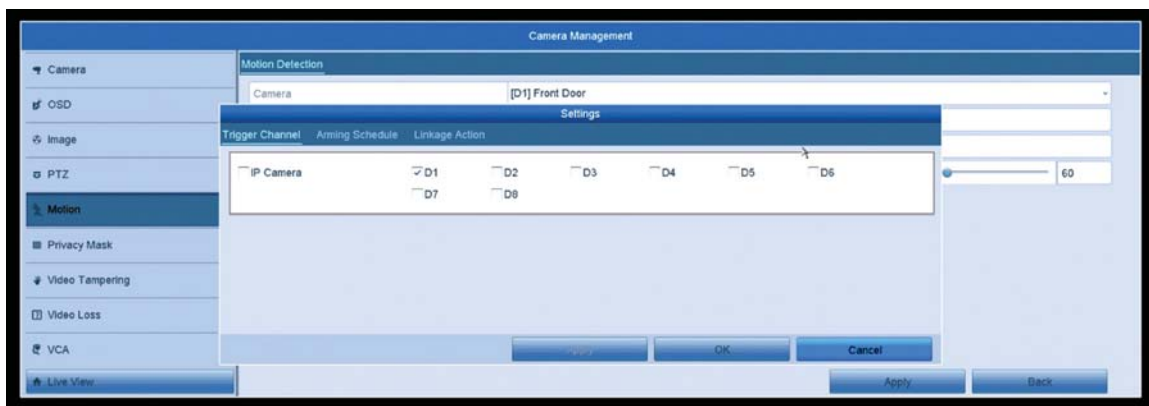 Camera Management
Camera
OSD
Image
PTZ
Motion
Privacy Mask
Video Tampering
Video Loss
VCA
Live View
Motion Detection
Camera [D1] Front Door
60
Settings
Trigger Channel Arming Schedule Linkage Action
IP Camera D1 D2 D3 D4 D5 D6
D7 D8
Apply OK Cancel
Apply Back